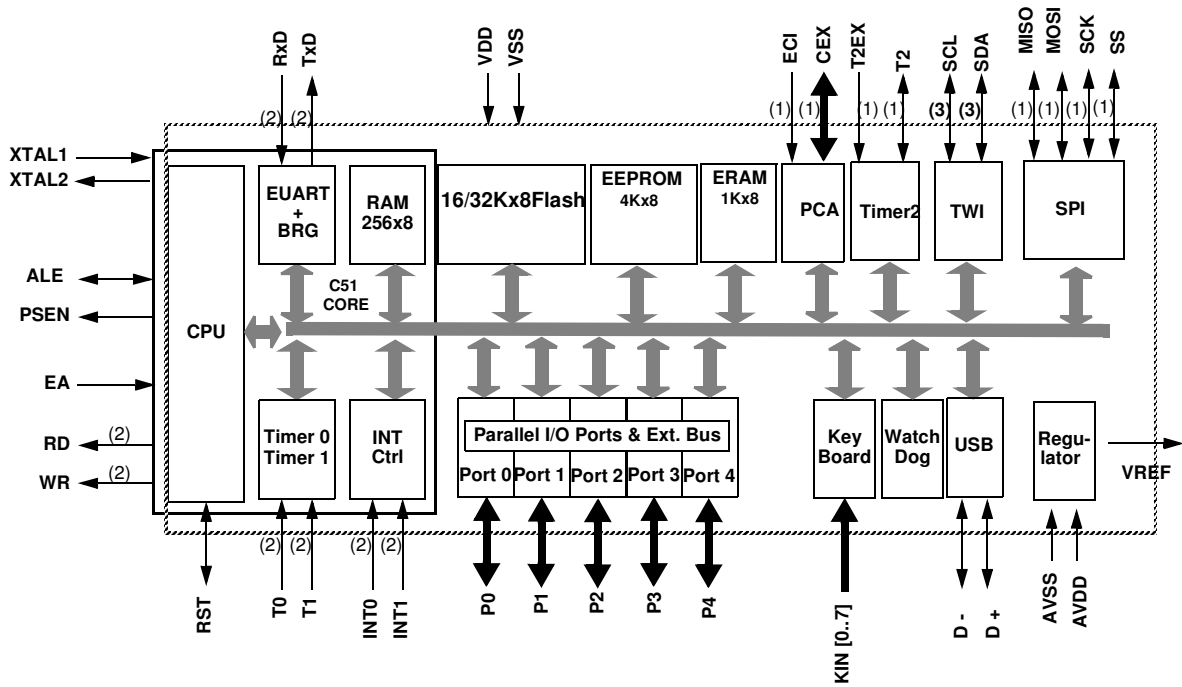 RxD
TxD
VDD
VSS
ECI
CEX
T2EX
T2
SCL
SDA
MISO
MOSI
SCK
SS
(2) (2)
(1) (1) (1) (1) (3) (3) (1) (1) (1) (1)
XTAL1
XTAL2
ALE
PSEN
EA
RD (2)
WR (2)
CPU
EUART
+
BRG
RAM
256x8
C51
CORE
16/32Kx8Flash
EEPROM
4Kx8
ERAM
1Kx8
PCA
Timer2
TWI
SPI
Timer 0
Timer 1
INT
Ctrl
Parallel I/O Ports & Ext. Bus
Port 0 Port 1 Port 2 Port 3 Port 4
Key
Board
Watch
Dog
USB
Regu-
lator
VREF
(2) (2) (2) (2)
RST
T0
T1
INT0
INT1
P0
P1
P2
P3
P4
KIN [0..7]
D -
D +
AVSS
AVDD